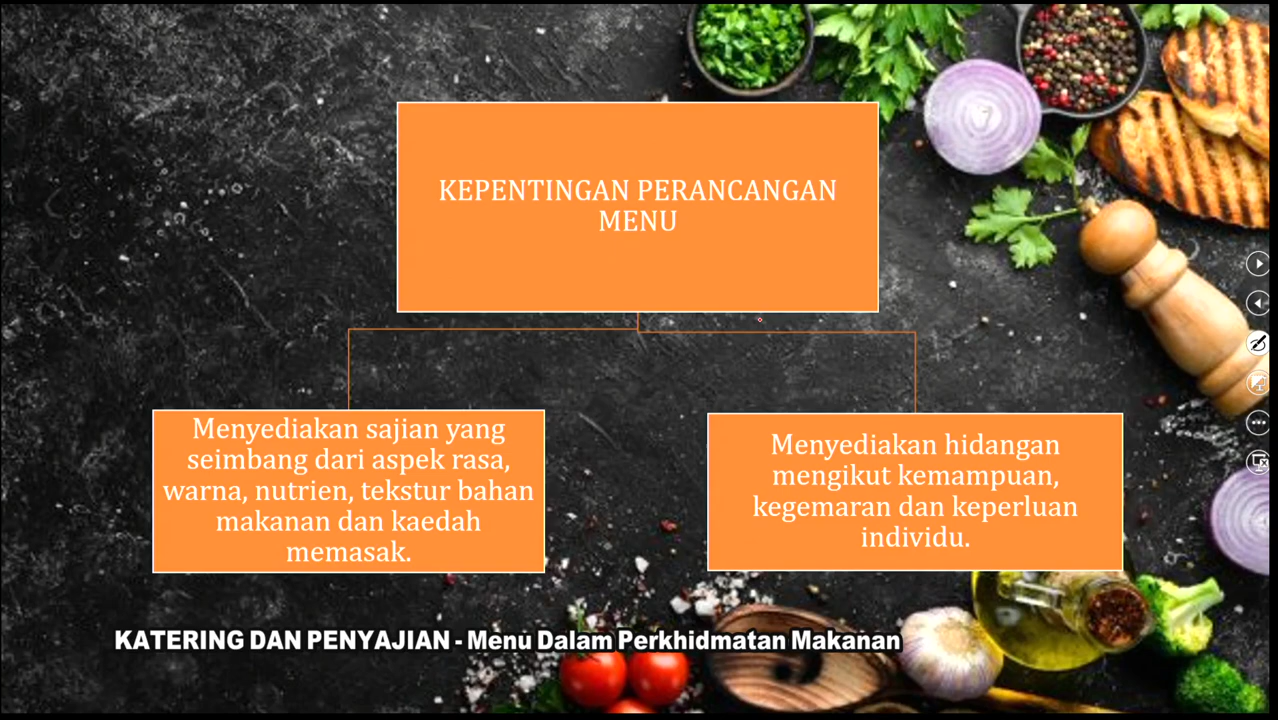 KEPENTINGAN PERANCANGAN
MENU
Menyediakan sajian yang
seimbang dari aspek rasa,
warna, nutrien, tekstur bahan
makanan dan kaedah
memasak.
Menyediakan hidangan
mengikut kemampuan,
kegemaran dan keperluan
individu.
KATERING DAN PENYAJIAN - Menu Dalam Perkhidmatan Makanan